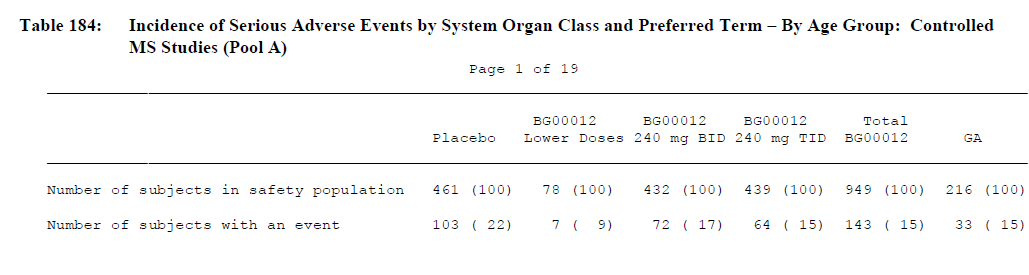 Table 184: Incidence of Serious Adverse Events by System Organ Class and Preferred Term – By Age Group: Controlled
MS Studies (Pool A)
Page 1 of 19
BG00012 BG00012 BG00012 Total
Placebo Lower Doses 240 mg BID 240 mg TID BG00012 GA
Number of subjects in safety population 461 (100) 78 (100) 432 (100) 439 (100) 949 (100) 216 (100)
Number of subjects with an event 103 ( 22) 7 ( 9) 72 ( 17) 64 ( 15) 143 ( 15) 33 ( 15)